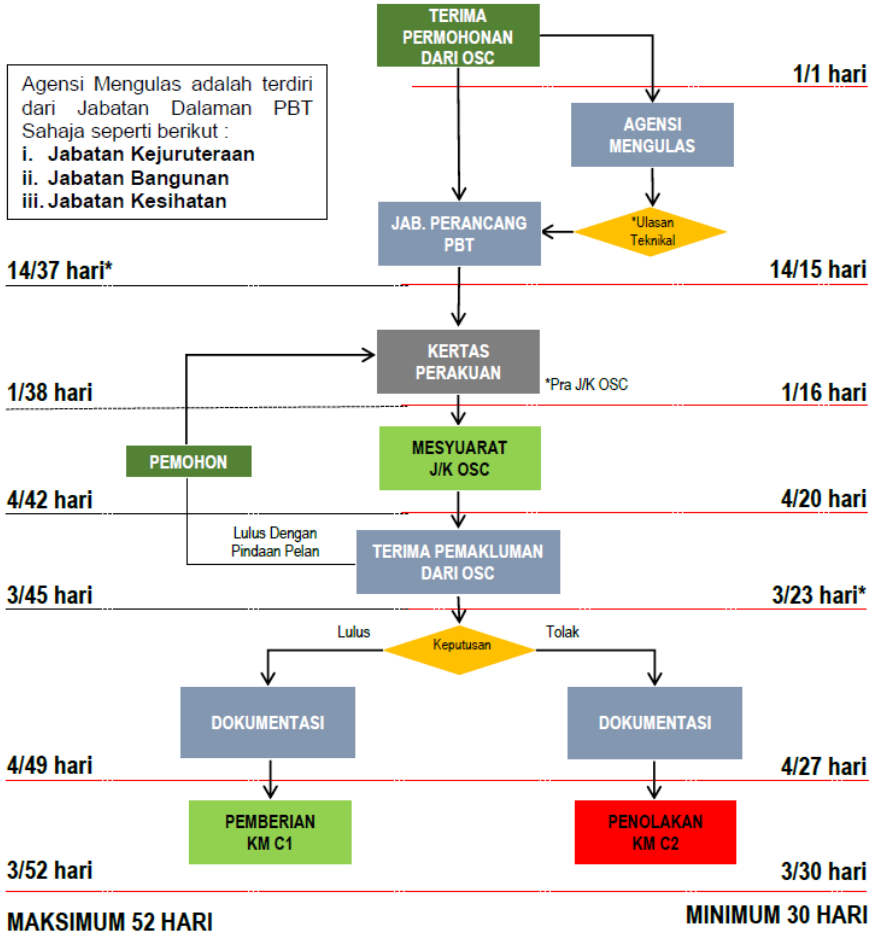 TERIMA
PERMOHONAN
DARI OSC
1/1 hari
Agensi Mengulas adalah terdiri
dari Jabatan Dalaman PBT
Sahaja seperti berikut :
i. Jabatan Kejuruteraan
ii. Jabatan Bangunan
iii. Jabatan Kesihatan
AGENSI
MENGULAS
JAB. PERANCANG
PBT
*Ulasan
Teknikal
14/37 hari*
14/15 hari
KERTAS
PERAKUAN
*Pra J/K OSC
1/38 hari
1/16 hari
PEMOHON
MESYUARAT
J/K OSC
4/42 hari
4/20 hari
Lulus Dengan
Pindaan Pelan
TERIMA PEMAKLUMAN
DARI OSC
3/45 hari
3/23 hari*
Lulus
Keputusan
Tolak
DOKUMENTASI
DOKUMENTASI
4/49 hari
4/27 hari
PEMBERIAN
KM C1
PENOLAKAN
KM C2
3/52 hari
3/30 hari
MAKSIMUM 52 HARI
MINIMUM 30 HARI